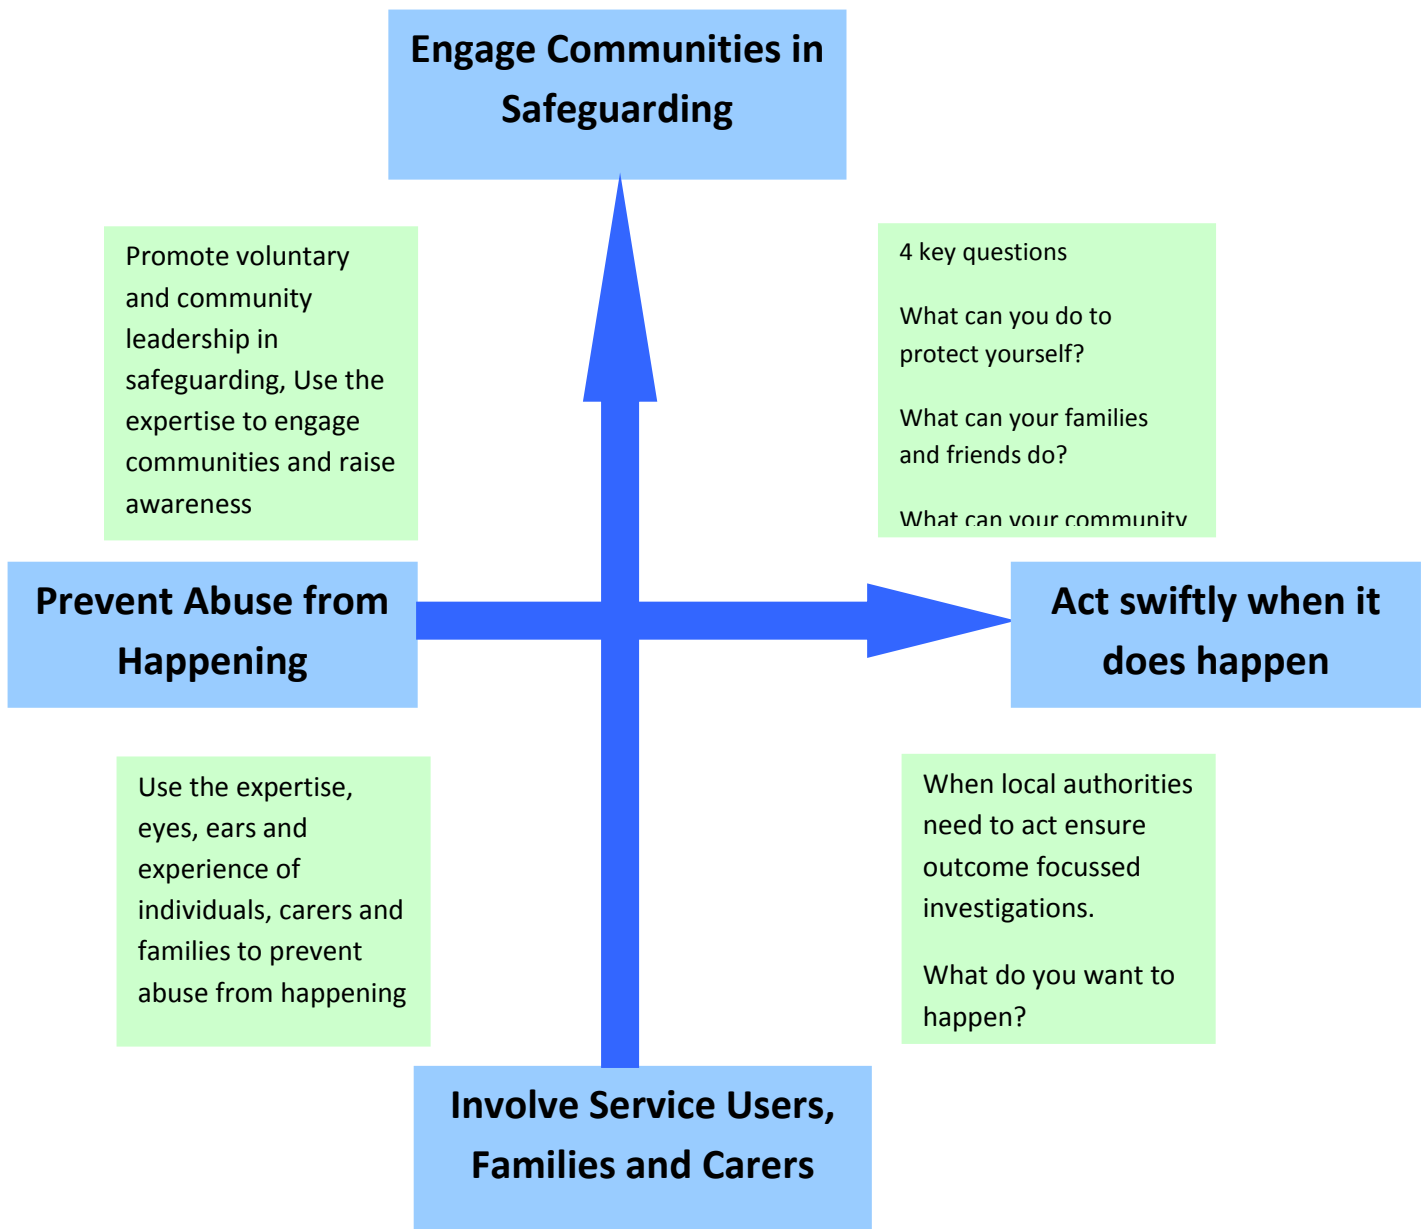 Engage Communities in
Safeguarding
Promote voluntary
and community
leadership in
safeguarding, Use the
expertise to engage
communities and raise
awareness
4 key questions
What can you do to
protect yourself?
What can your families
and friends do?
What can your community
Prevent Abuse from
Happening
Act swiftly when it
does happen
Use the expertise,
eyes, ears and
experience of
individuals, carers and
families to prevent
abuse from happening
When local authorities
need to act ensure
outcome focussed
investigations.
What do you want to
happen?
Involve Service Users,
Families and Carers